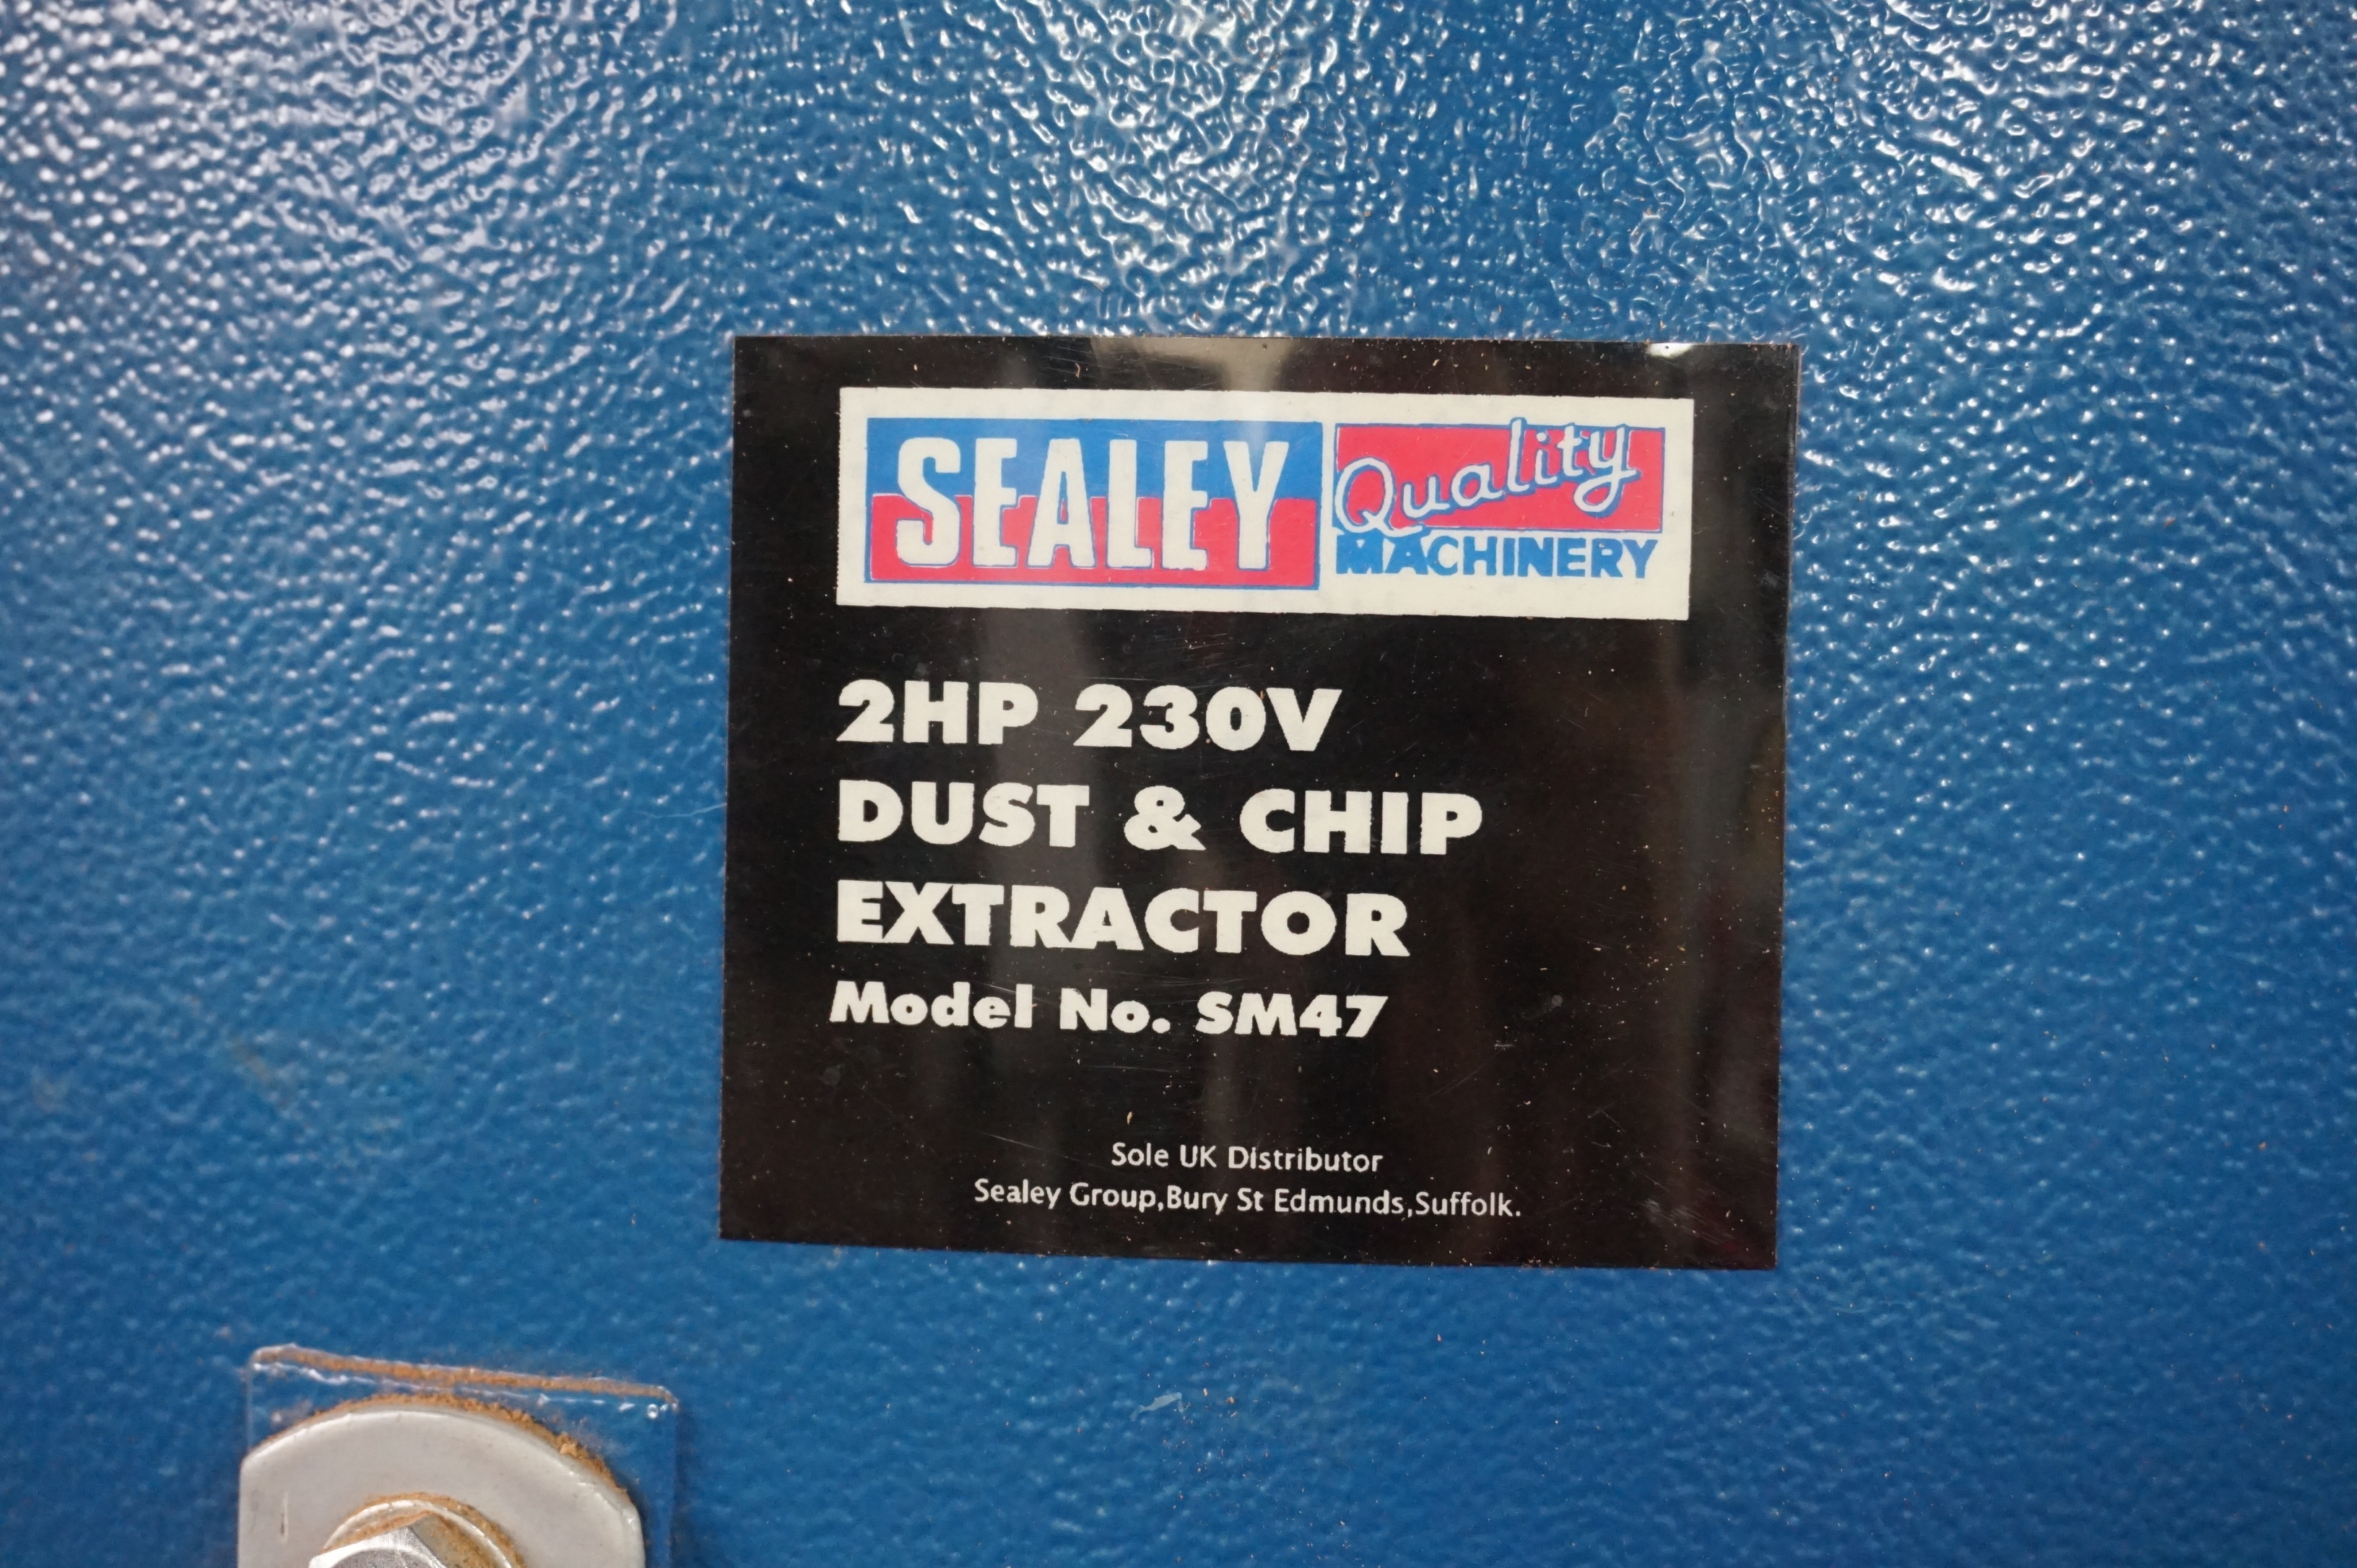 SEALEY Quality
MACHINERY
2HP 230V
DUST & CHIP
EXTRACTOR
Model No. SM47
Sole UK Distributor
Sealey Group,Bury St Edmunds,Suffolk.